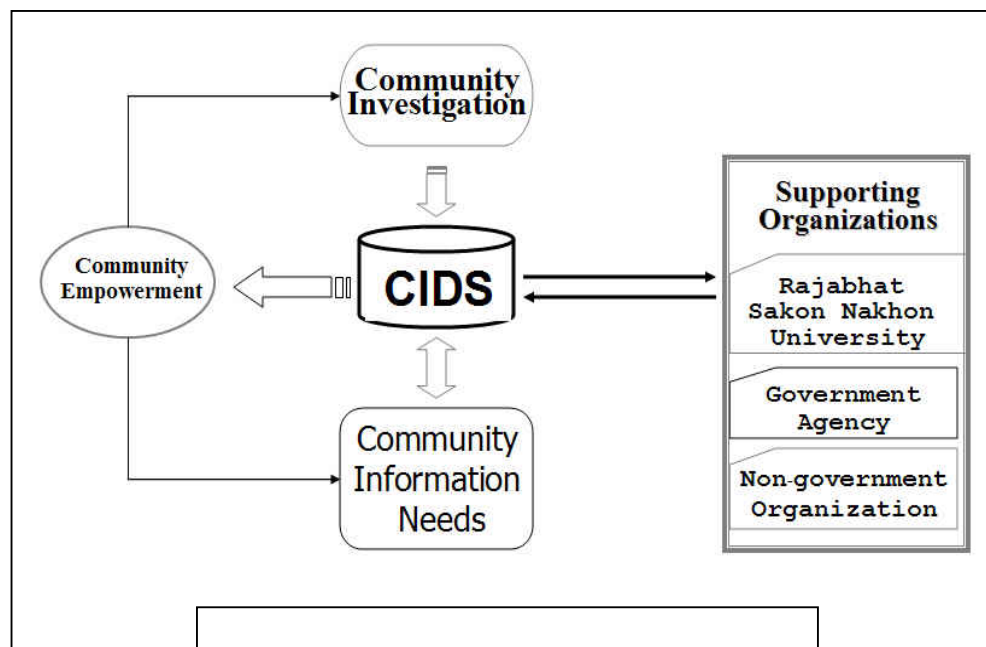 Community
Investigation
Supporting
Organizations
Community
Empowerment
CIDS
Rajabhat
Sakon Nakhon
University
Government
Agency
Community
Information
Needs
Non-government
Organization